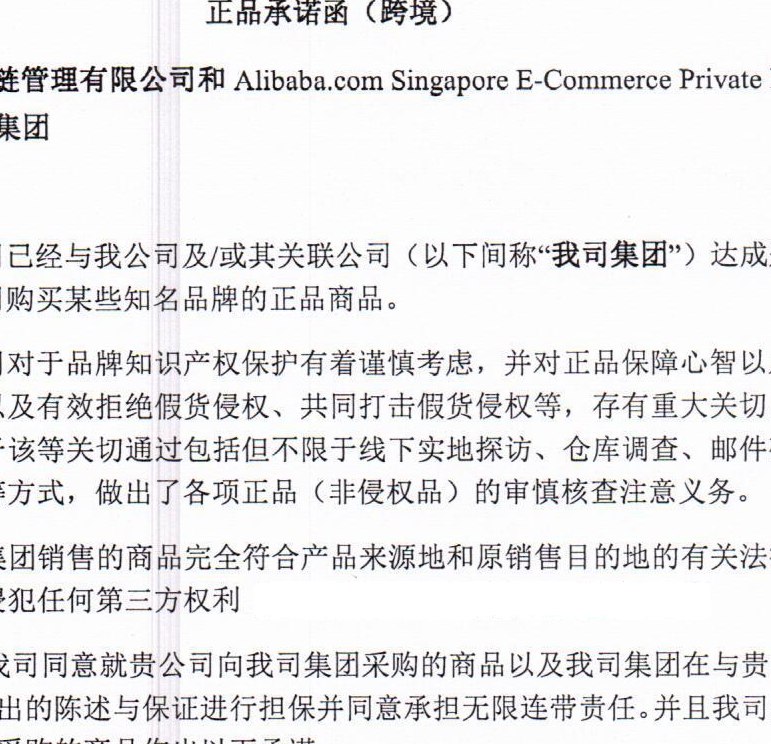 正品承诺函（跨境）
链管理有限公司和 Alibaba.com Singapore E-Commerce Private
集团
已经与我公司及/或其关联公司（以下间称“我司集团”）达成
购买某些知名品牌的正品商品。
对于品牌知识产权保护有着谨慎考虑，并对正品保障心智以
以及有效拒绝假货侵权、共同打击假货侵权等，存有重大关切
该等关切通过包括但不限于线下实地探访、仓库调查、邮件
等方式，做出了各项正品（非侵权品）的审慎核查注意义务。
集团销售的商品完全符合产品来源地和原销售目的地的有关法
侵犯任何第三方权利
我司同意就贵公司向我司集团采购的商品以及我司集团在与贵
出的陈述与保证进行担保并同意承担无限连带责任。并且我司